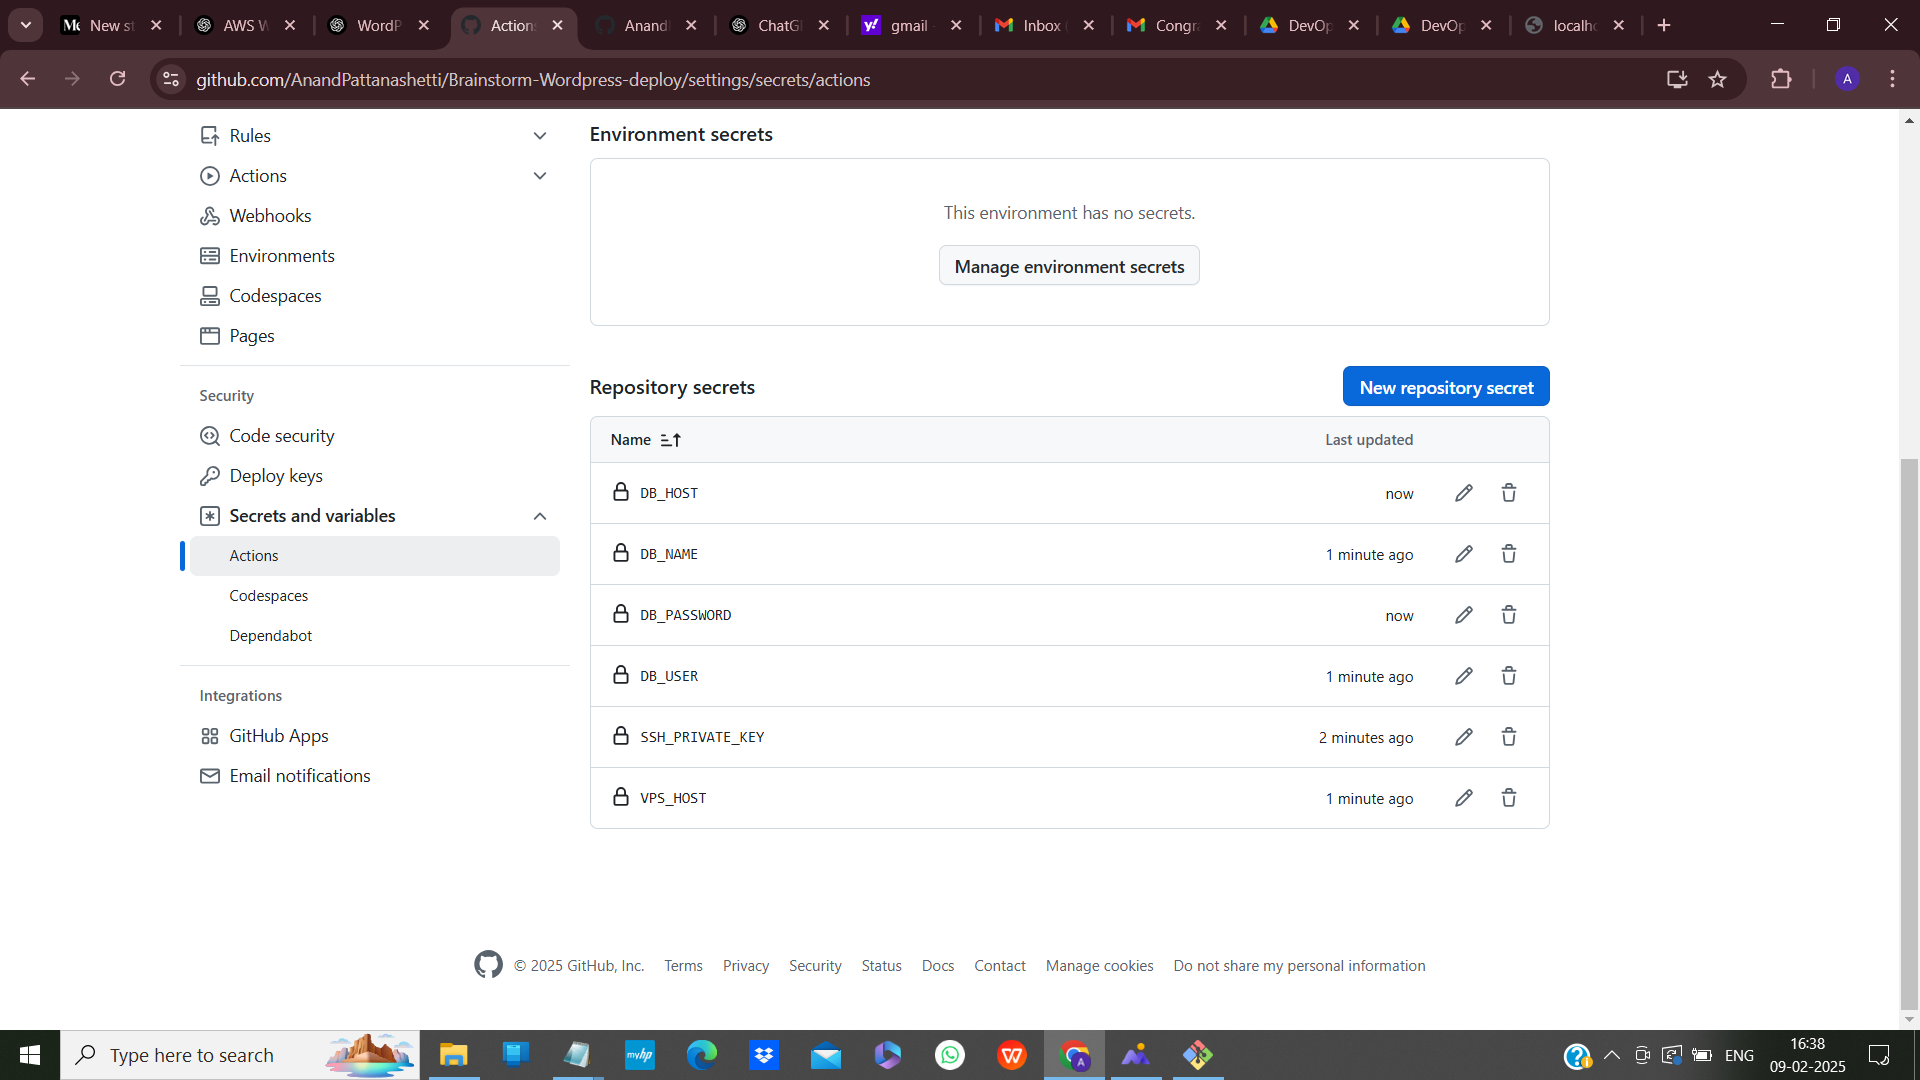 New st
AWS W
WordP
Actions
Anand
ChatG
gmail
Inbox
Congra
DevOp
DevOp
localho
github.com/AnandPattanashetti/Brainstorm-Wordpress-deploy/settings/secrets/actions
A
Rules
Actions
Webhooks
Environments
Codespaces
Pages
Security
Code security
Deploy keys
Secrets and variables
Actions
Codespaces
Dependabot
Integrations
GitHub Apps
Email notifications
Environment secrets
This environment has no secrets.
Manage environment secrets
Repository secrets
New repository secret
Name
Last updated
DB_HOST
now
DB_NAME
1 minute ago
DB_PASSWORD
now
DB_USER
1 minute ago
SSH_PRIVATE_KEY
2 minutes ago
VPS_HOST
1 minute ago
© 2025 GitHub, Inc.
Terms
Privacy
Security
Status
Docs
Contact
Manage cookies
Do not share my personal information
Type here to search
myhp
ENG
16:38
09-02-2025